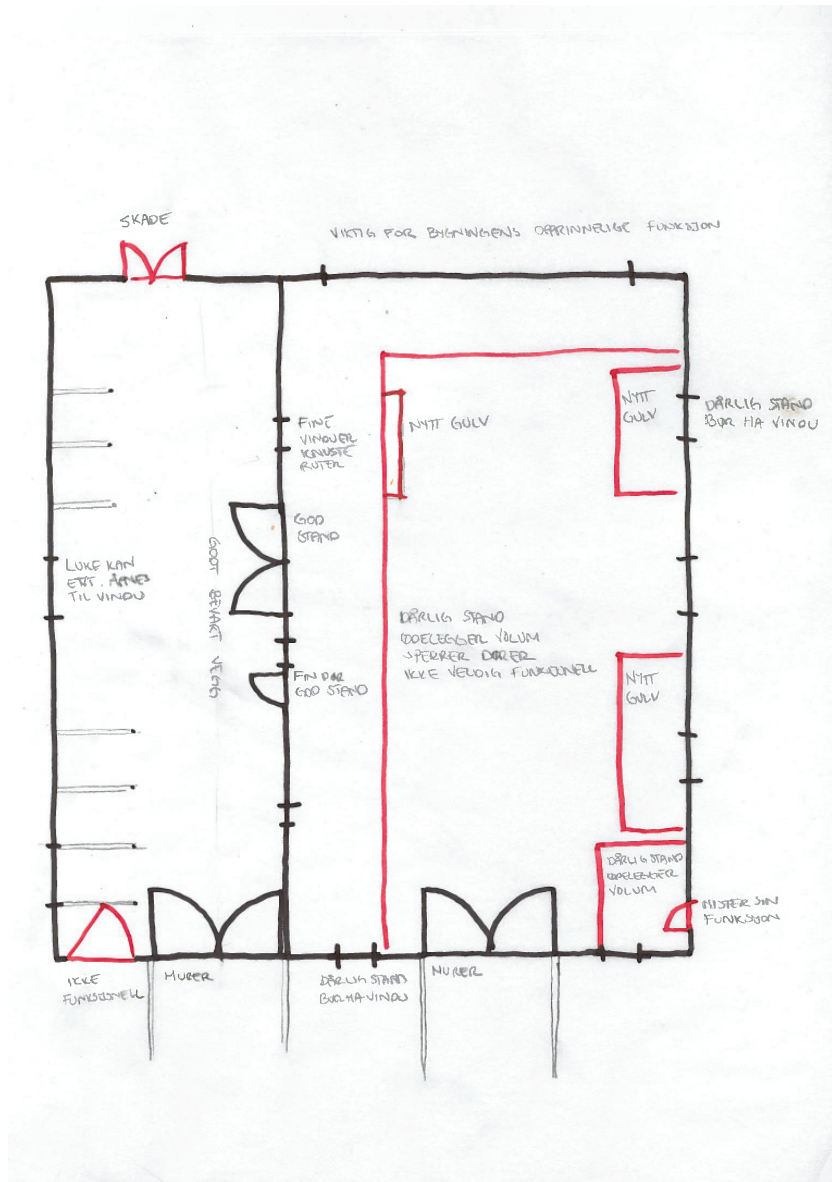 SKADE
VIKTIG FOR BYGNINGENS OPPRINNELIGE FUNKSJON
NYTT
GULV
DÅRLIG STAND
BØR HA VINDU
FINE
VINDUER
KNUSTE
RUTER
NYTT GULV
GOD
STAND
GODT BEVART VEGG
LUKE KAN
ETT. ÅPNES
TIL VINDU
DÅRLIG STAND
ØDELEGGER VOLUM
SPERRER DØRER
IKKE VELDIG FUNKSJONELL
FIN DØR
GOD STAND
NYTT
GULV
DÅRLIG STAND
ØDELEGGER
VOLUM
MISTER SIN
FUNKSJON
IKKE
FUNKSJONELL
MURER
DÅRLIG STAND
BØR HA VINDU
MURER